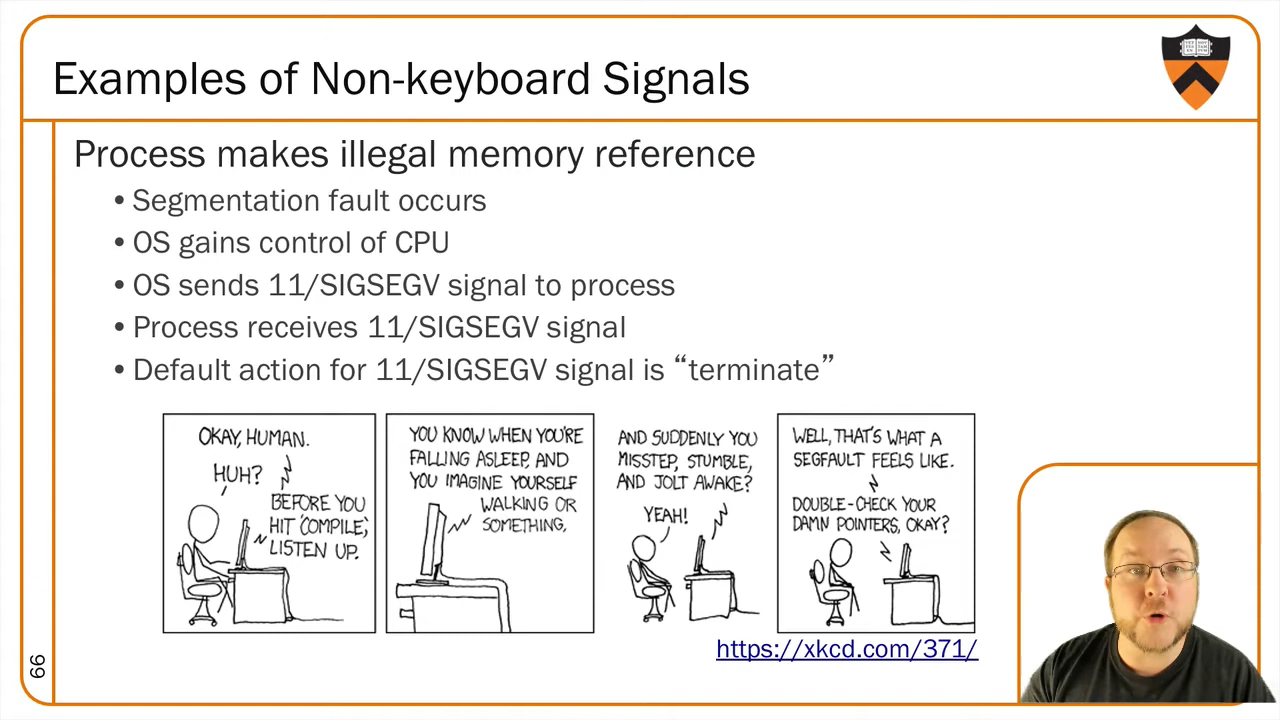 Examples of Non-keyboard Signals
Process makes illegal memory reference
• Segmentation fault occurs
• OS gains control of CPU
• OS sends 11/SIGSEGV signal to process
• Process receives 11/SIGSEGV signal
• Default action for 11/SIGSEGV signal is “terminate”
OKAY, HUMAN.
HUH?
BEFORE YOU
HIT 'COMPILE,'
LISTEN UP.
YOU KNOW WHEN YOU'RE
FALLING ASLEEP, AND
YOU IMAGINE YOURSELF
WALKING OR
SOMETHING,
AND SUDDENLY YOU
MISSTEP, STUMBLE,
AND JOLT AWAKE?
YEAH!
WELL, THAT'S WHAT A
SEGFAULT FEELS LIKE.
DOUBLE-CHECK YOUR
DAMN POINTERS, OKAY?
https://xkcd.com/371/
66